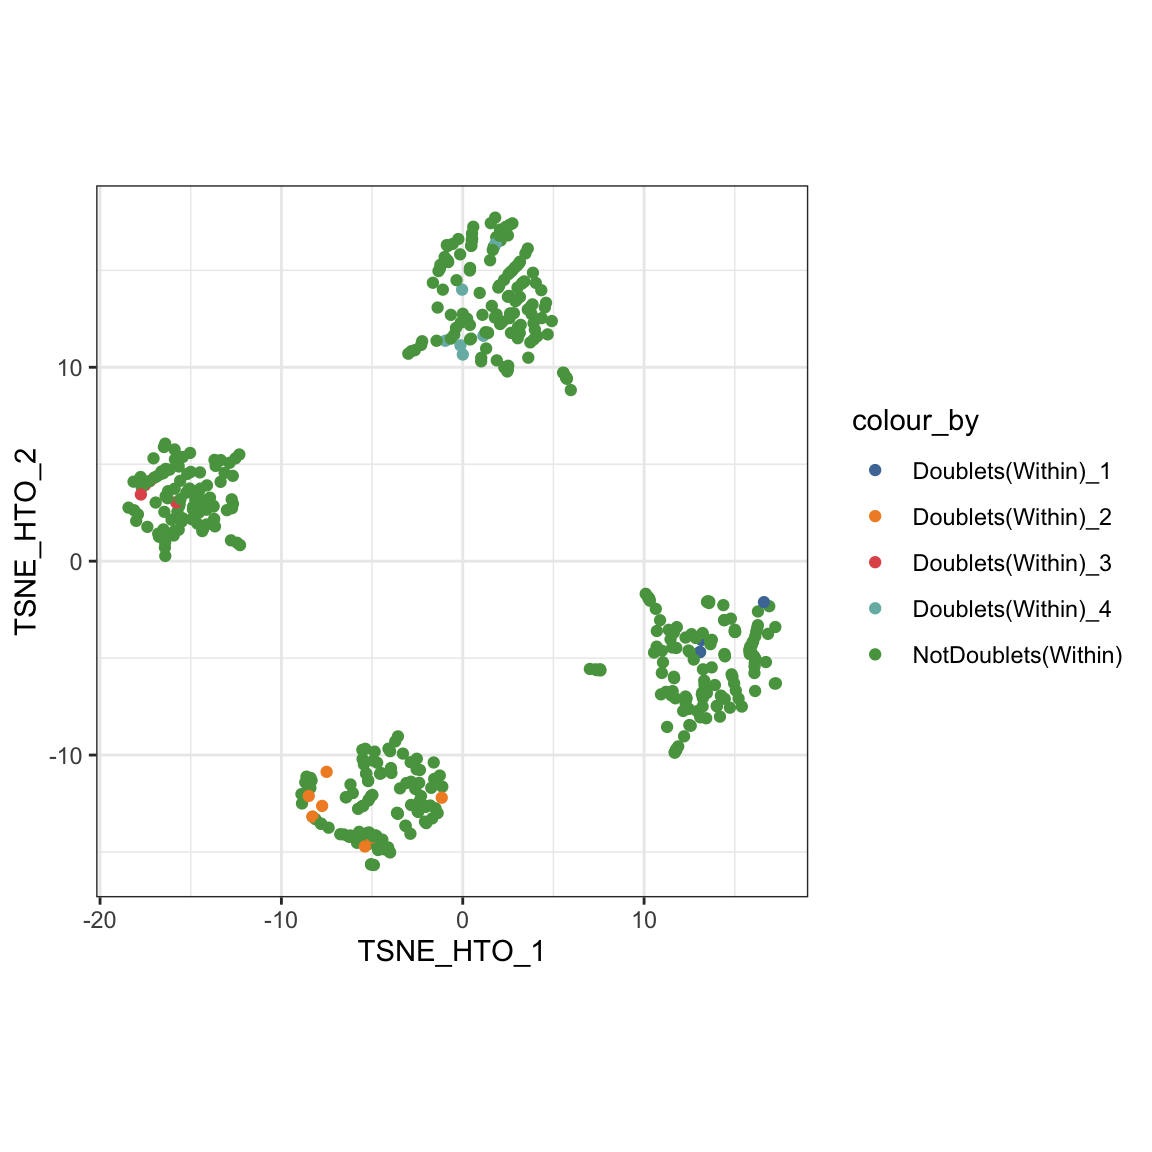 TSNE_HTO_2
10
0
-10
-20
-10
0
10
TSNE_HTO_1
colour_by
Doublets(Within)_1
Doublets(Within)_2
Doublets(Within)_3
Doublets(Within)_4
NotDoublets(Within)